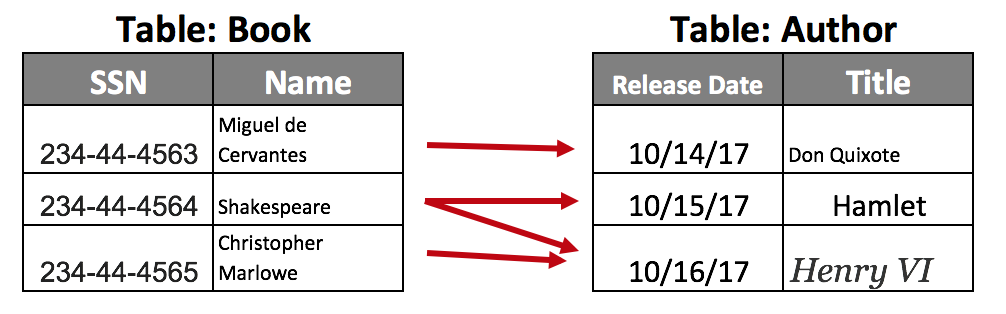 Table: Book
SSN Name
234-44-4563 Miguel de
Cervantes
234-44-4564 Shakespeare
234-44-4565 Christopher
Marlowe
Table: Author
Release Date Title
10/14/17 Don Quixote
10/15/17 Hamlet
10/16/17 Henry VI